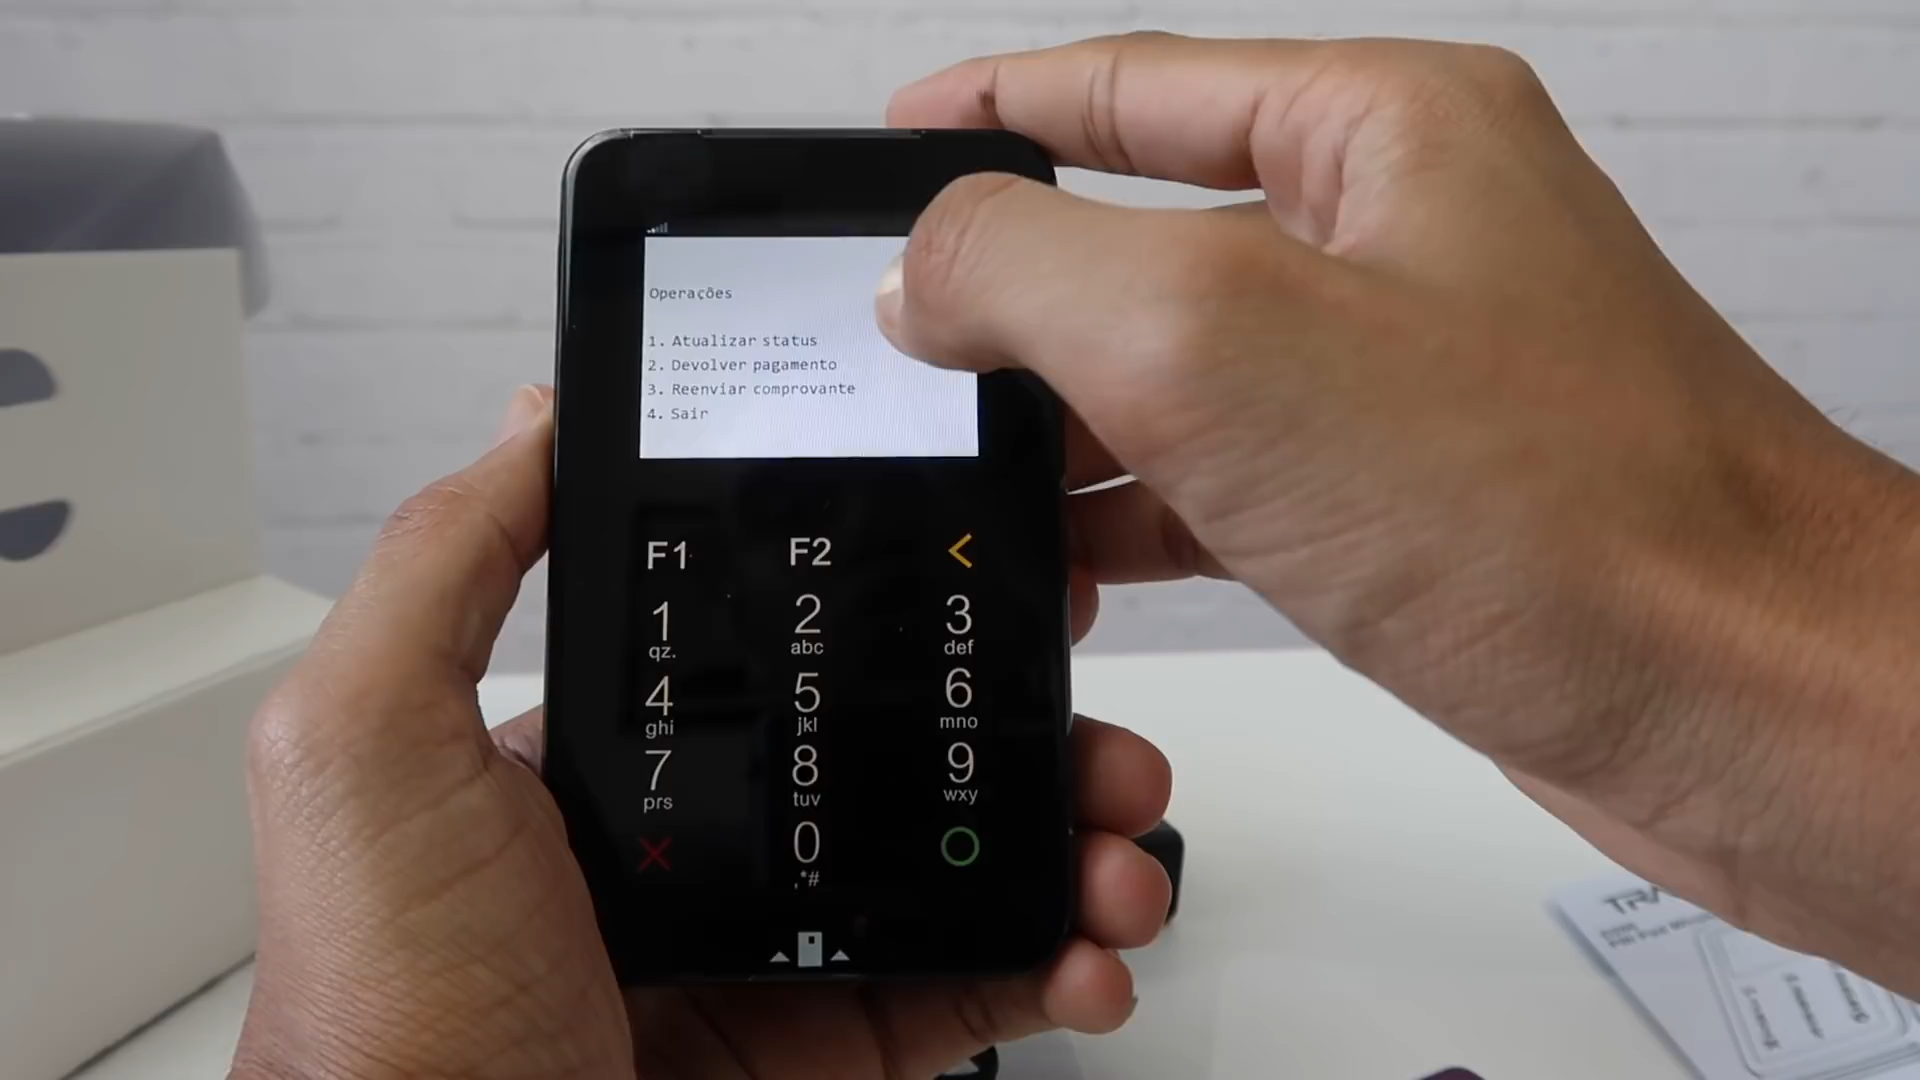 Operações
1. Atualizar status
2. Devolver pagamento
3. Reenviar comprovante
4. Sair
F1 F2 <
1 2 3
qz. abc def
4 5 6
ghi jkl mno
7 8 9
prs tuv wxy
0
,*#